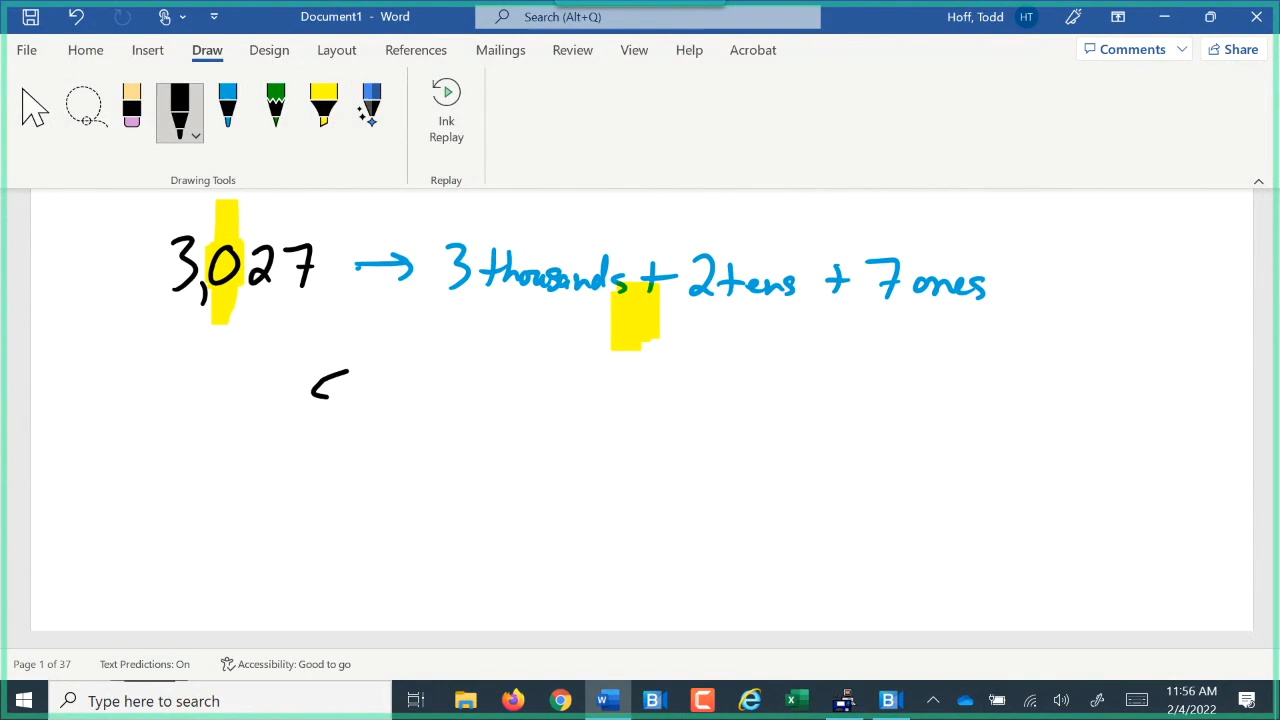 Document1 - Word
Search (Alt+Q)
Hoff, Todd
HT
File Home Insert Draw Design Layout References Mailings Review View Help Acrobat
Comments
Share
Ink
Replay
Drawing Tools
Replay
3,027 → 3 thousands + 2 tens + 7 ones
Page 1 of 37
Text Predictions: On
Accessibility: Good to go
Type here to search
11:56 AM
2/4/2022